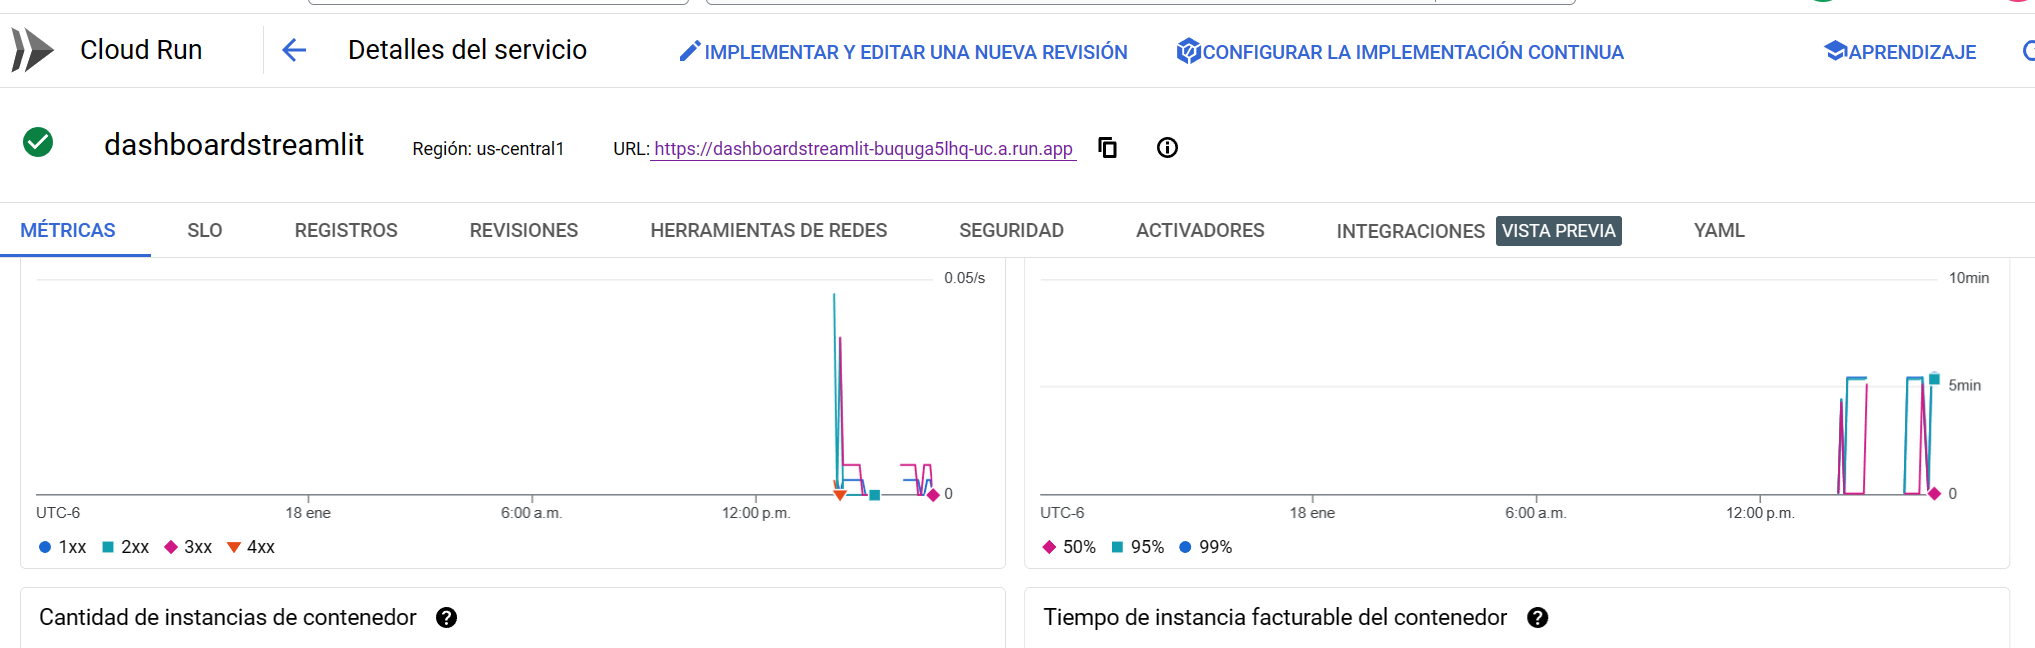 Cloud Run
Detalles del servicio
IMPLEMENTAR Y EDITAR UNA NUEVA REVISIÓN
CONFIGURAR LA IMPLEMENTACIÓN CONTINUA
APRENDIZAJE
dashboardstreamlit
Región: us-central1
URL: https://dashboardstreamlit-buquga5lhq-uc.a.run.app
MÉTRICAS
SLO
REGISTROS
REVISIONES
HERRAMIENTAS DE REDES
SEGURIDAD
ACTIVADORES
INTEGRACIONES VISTA PREVIA
YAML
0.05/s
0
UTC-6
18 ene
6:00 a.m.
12:00 p.m.
1xx 2xx 3xx 4xx
10min
5min
0
UTC-6
18 ene
6:00 a.m.
12:00 p.m.
50% 95% 99%
Cantidad de instancias de contenedor
Tiempo de instancia facturable del contenedor